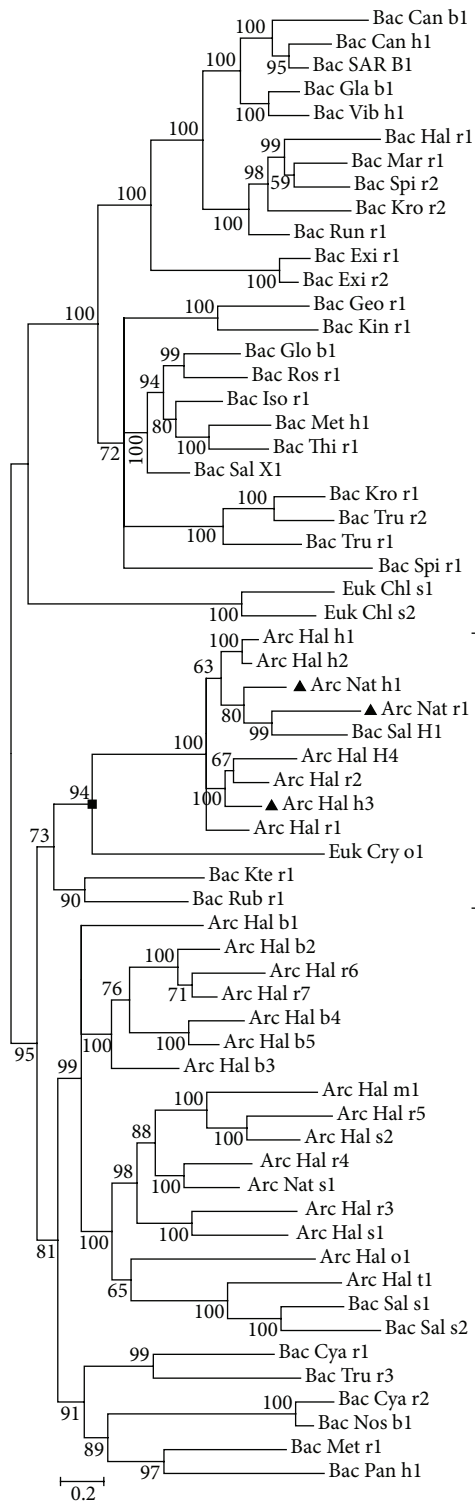 Bac Can b1
100
Bac Can h1
100
95
Bac SAR B1
Bac Gla b1
100
Bac Vib h1
100
Bac Hal r1
99
Bac Mar r1
98
59
Bac Spi r2
100
Bac Kro r2
100
Bac Run r1
Bac Exi r1
100
Bac Exi r2
100
100
Bac Geo r1
Bac Kin r1
99
Bac Glo b1
94
Bac Ros r1
80
Bac Iso r1
Bac Met h1
72
100
100
Bac Thi r1
Bac Sal X1
100
Bac Kro r1
Bac Tru r2
100
Bac Tru r1
Bac Spi r1
Euk Chl s1
100
Euk Chl s2
100
Arc Hal h1
63
Arc Hal h2
▲ Arc Nat h1
80
▲ Arc Nat r1
99
Bac Sal H1
100
67
Arc Hal H4
Arc Hal r2
94
100
▲ Arc Hal h3
Arc Hal r1
73
Euk Cry o1
Bac Kte r1
90
Bac Rub r1
Arc Hal b1
100
Arc Hal b2
76
Arc Hal r6
71
Arc Hal r7
Arc Hal b4
95
99
100
100
Arc Hal b5
Arc Hal b3
100
Arc Hal m1
88
Arc Hal r5
100
Arc Hal s2
98
Arc Hal r4
100
Arc Nat s1
Arc Hal r3
81
100
100
Arc Hal s1
Arc Hal o1
65
Arc Hal t1
100
Bac Sal s1
100
Bac Sal s2
99
Bac Cya r1
Bac Tru r3
91
100
Bac Cya r2
Bac Nos b1
89
Bac Met r1
97
Bac Pan h1
0.2